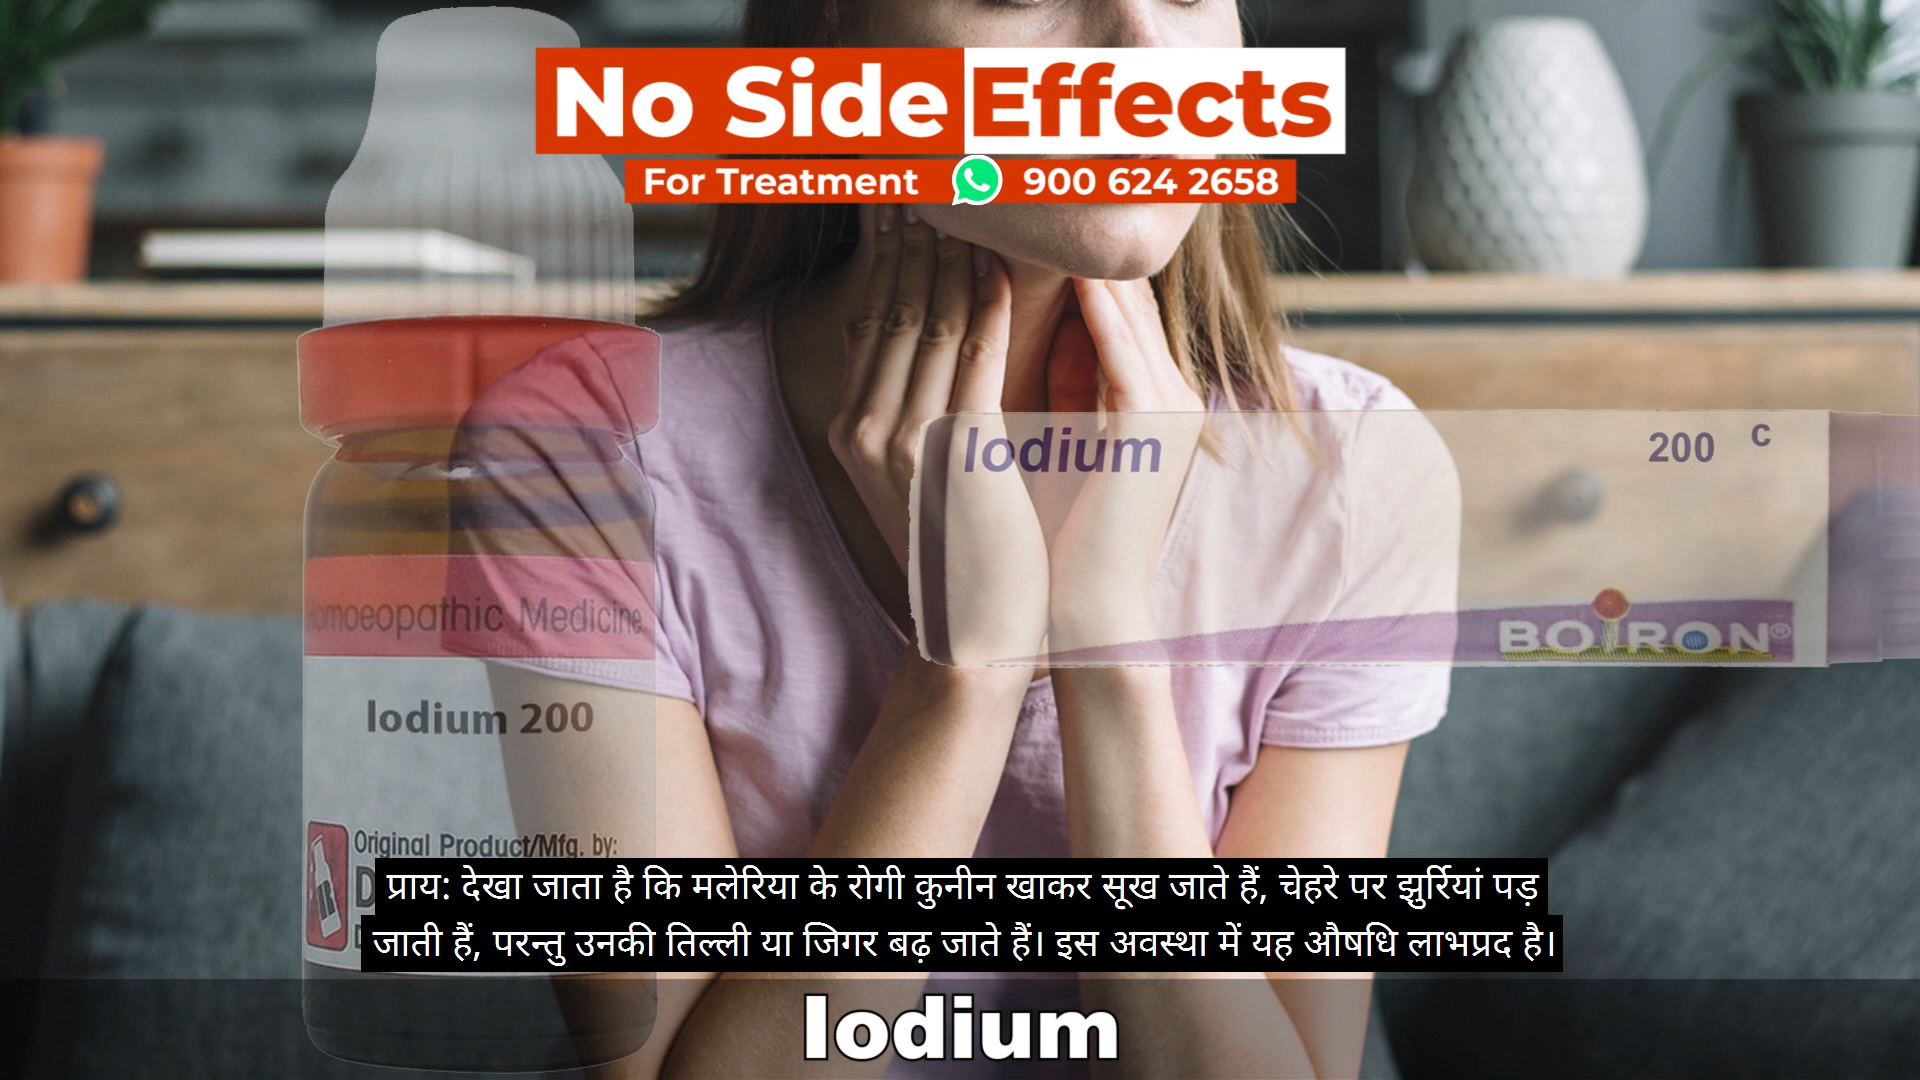 No Side Effects
For Treatment 900 624 2658
Iodium 200 C
BOIRON®
Homoeopathic Medicine
Iodium 200
Original Product/Mfg. by:
प्राय: देखा जाता है कि मलेरिया के रोगी कुनीन खाकर सूख जाते हैं, चेहरे पर झुर्रियां पड़
जाती हैं, परन्तु उनकी तिल्ली या जिगर बढ़ जाते हैं। इस अवस्था में यह औषधि लाभप्रद है।
Iodium